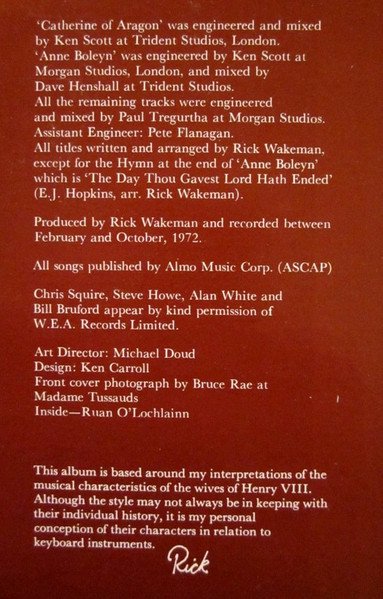 ‘Catherine of Aragon’ was engineered and mixed
by Ken Scott at Trident Studios, London.
‘Anne Boleyn’ was engineered by Ken Scott at
Morgan Studios, London, and mixed by
Dave Henshall at Trident Studios.
All the remaining tracks were engineered
and mixed by Paul Tregurtha at Morgan Studios.
Assistant Engineer: Pete Flanagan.
All titles written and arranged by Rick Wakeman,
except for the Hymn at the end of ‘Anne Boleyn’
which is ‘The Day Thou Gavest Lord Hath Ended’
(E.J. Hopkins, arr. Rick Wakeman).
Produced by Rick Wakeman and recorded between
February and October, 1972.
All songs published by Almo Music Corp. (ASCAP)
Chris Squire, Steve Howe, Alan White and
Bill Bruford appear by kind permission of
W.E.A. Records Limited.
Art Director: Michael Doud
Design: Ken Carroll
Front cover photograph by Bruce Rae at
Madame Tussauds
Inside—Ruan O’Lochlainn
This album is based around my interpretations of the
musical characteristics of the wives of Henry VIII.
Although the style may not always be in keeping with
their individual history, it is my personal
conception of their characters in relation to
keyboard instruments.
Rick